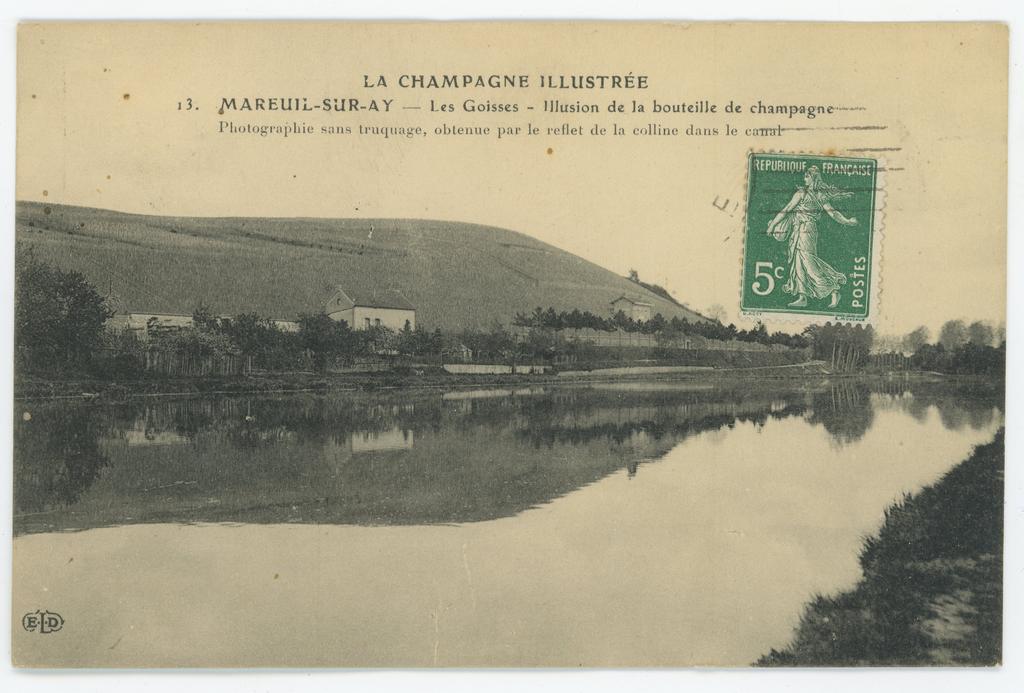 LA CHAMPAGNE ILLUSTRÉE
13. MAREUIL-SUR-AY — Les Goisses - Illusion de la bouteille de champagne
Photographie sans truquage, obtenue par le reflet de la colline dans le canal
REPUBLIQUE FRANÇAISE
5c
POSTES
E.L.D